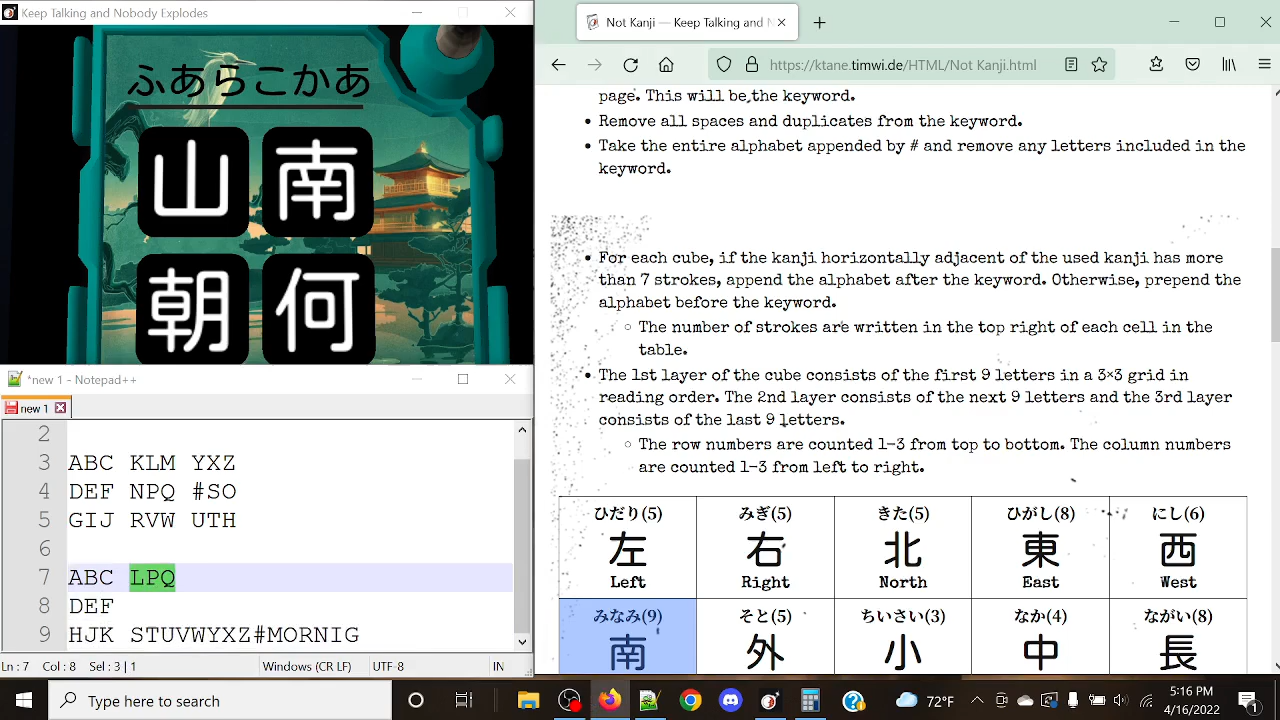 Keep Talking and Nobody Explodes
ふあらこかあ
山 南
朝 何
*new 1 - Notepad++
new 1
2
3 ABC KLM YXZ
4 DEF NPQ #SO
5 GIJ RVW UTH
6
7 ABC LPQ
8 DEF
9 HJK STUVWYXZ#MORNIG
Ln : 7 Col : 8 Sel : 3 | 1 Windows (CR LF) UTF-8 IN
Not Kanji — Keep Talking and N
https://ktane.timwi.de/HTML/Not Kanji.html
page. This will be the keyword.
Remove all spaces and duplicates from the keyword.
Take the entire alphabet appended by # and remove any letters included in the
keyword.
For each cube, if the kanji horizontally adjacent of the used kanji has more
than 7 strokes, append the alphabet after the keyword. Otherwise, prepend the
alphabet before the keyword.
The number of strokes are written in the top right of each cell in the
table.
The 1st layer of the cube consists of the first 9 letters in a 3×3 grid in
reading order. The 2nd layer consists of the next 9 letters and the 3rd layer
consists of the last 9 letters.
The row numbers are counted 1-3 from top to bottom. The column numbers
are counted 1-3 from left to right.
ひだり(5) みぎ(5) きた(5) ひがし(8) にし(6)
左 右 北 東 西
Left Right North East West
みなみ(9) そと(5) ちいさい(3) なか(4) ながい(8)
南 外 小 中 長
Type here to search
72°F
5:16 PM
4/16/2022